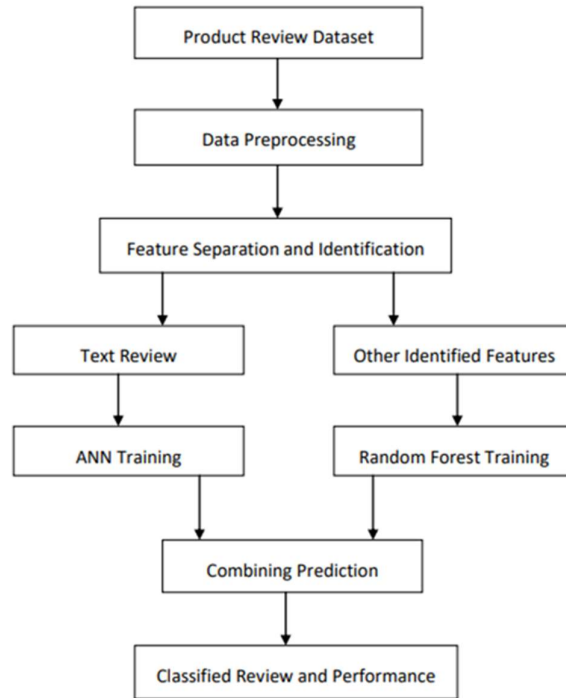 Product Review Dataset
Data Preprocessing
Feature Separation and Identification
Text Review
Other Identified Features
ANN Training
Random Forest Training
Combining Prediction
Classified Review and Performance